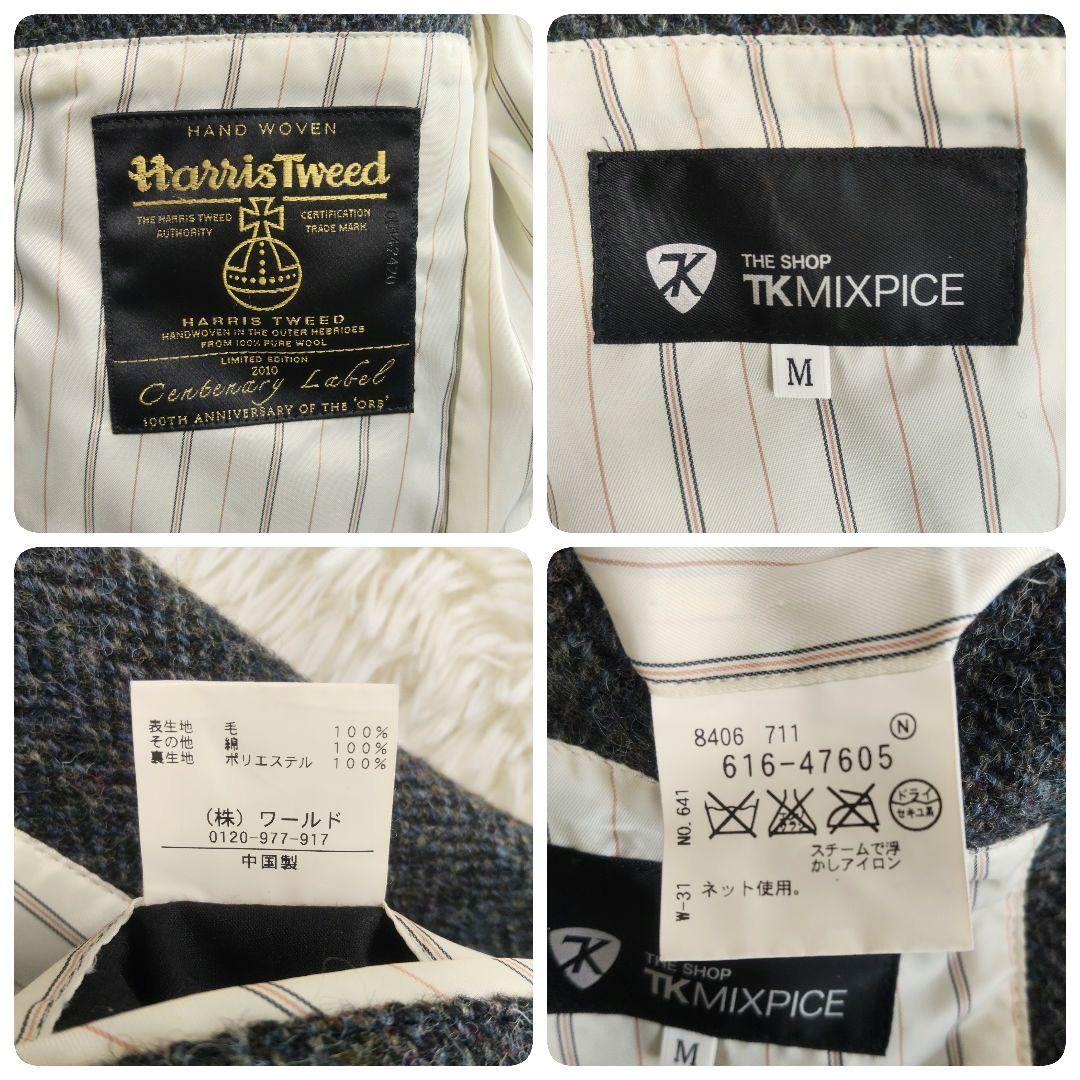 HAND WOVEN
Harris Tweed
THE HARRIS TWEED AUTHORITY
CERTIFICATION TRADE MARK
HARRIS TWEED
HANDWOVEN IN THE OUTER HEBRIDES
FROM 100% PURE WOOL
LIMITED EDITION
2010
Centenary Label
100TH ANNIVERSARY OF THE 'ORB'
TK
THE SHOP
TKMIXPICE
M
表生地 毛 100%
その他 綿 100%
裏生地 ポリエステル 100%
(株)ワールド
0120-977-917
中国製
8406 711 N
616-47605
NO. 641
ドライ
セキユ系
スチームで浮
かしアイロン
W-31 ネット使用。
TK
THE SHOP
TKMIXPICE
M